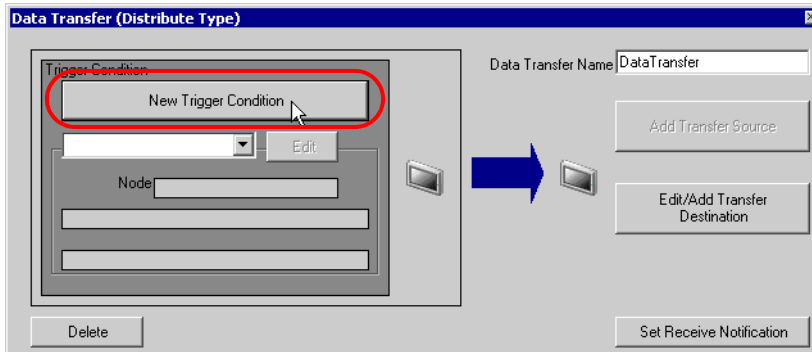 Data Transfer (Distribute Type)
Trigger Condition
New Trigger Condition
Edit
Node
Data Transfer Name DataTransfer
Add Transfer Source
Edit/Add Transfer
Destination
Delete
Set Receive Notification